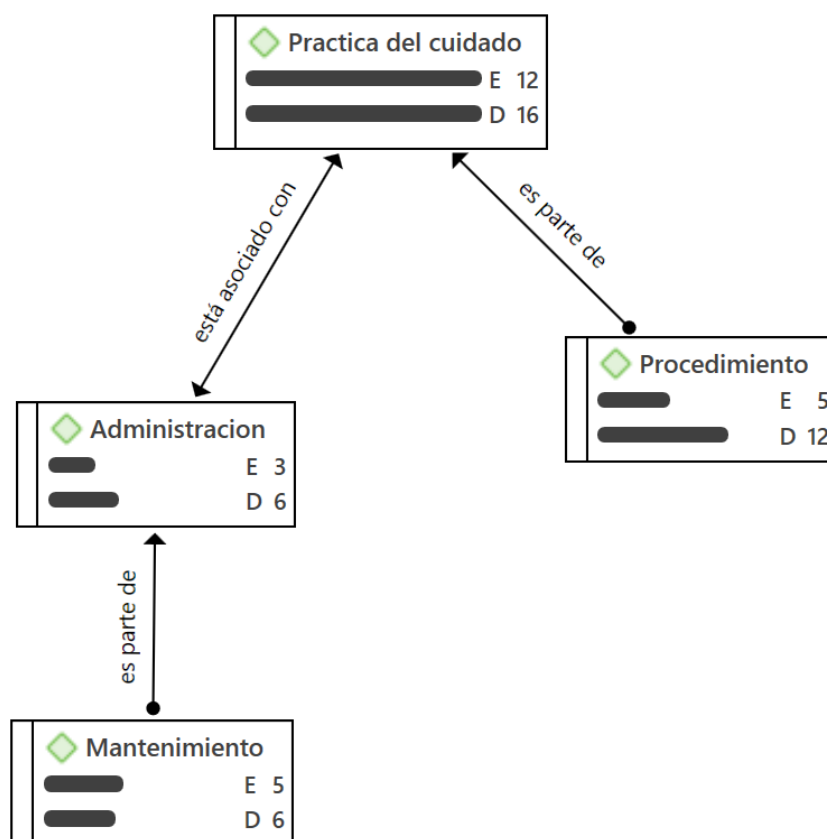 Practica del cuidado
E 12
D 16
está asociado con
es parte de
Procedimiento
E 5
D 12
Administracion
E 3
D 6
es parte de
Mantenimiento
E 5
D 6